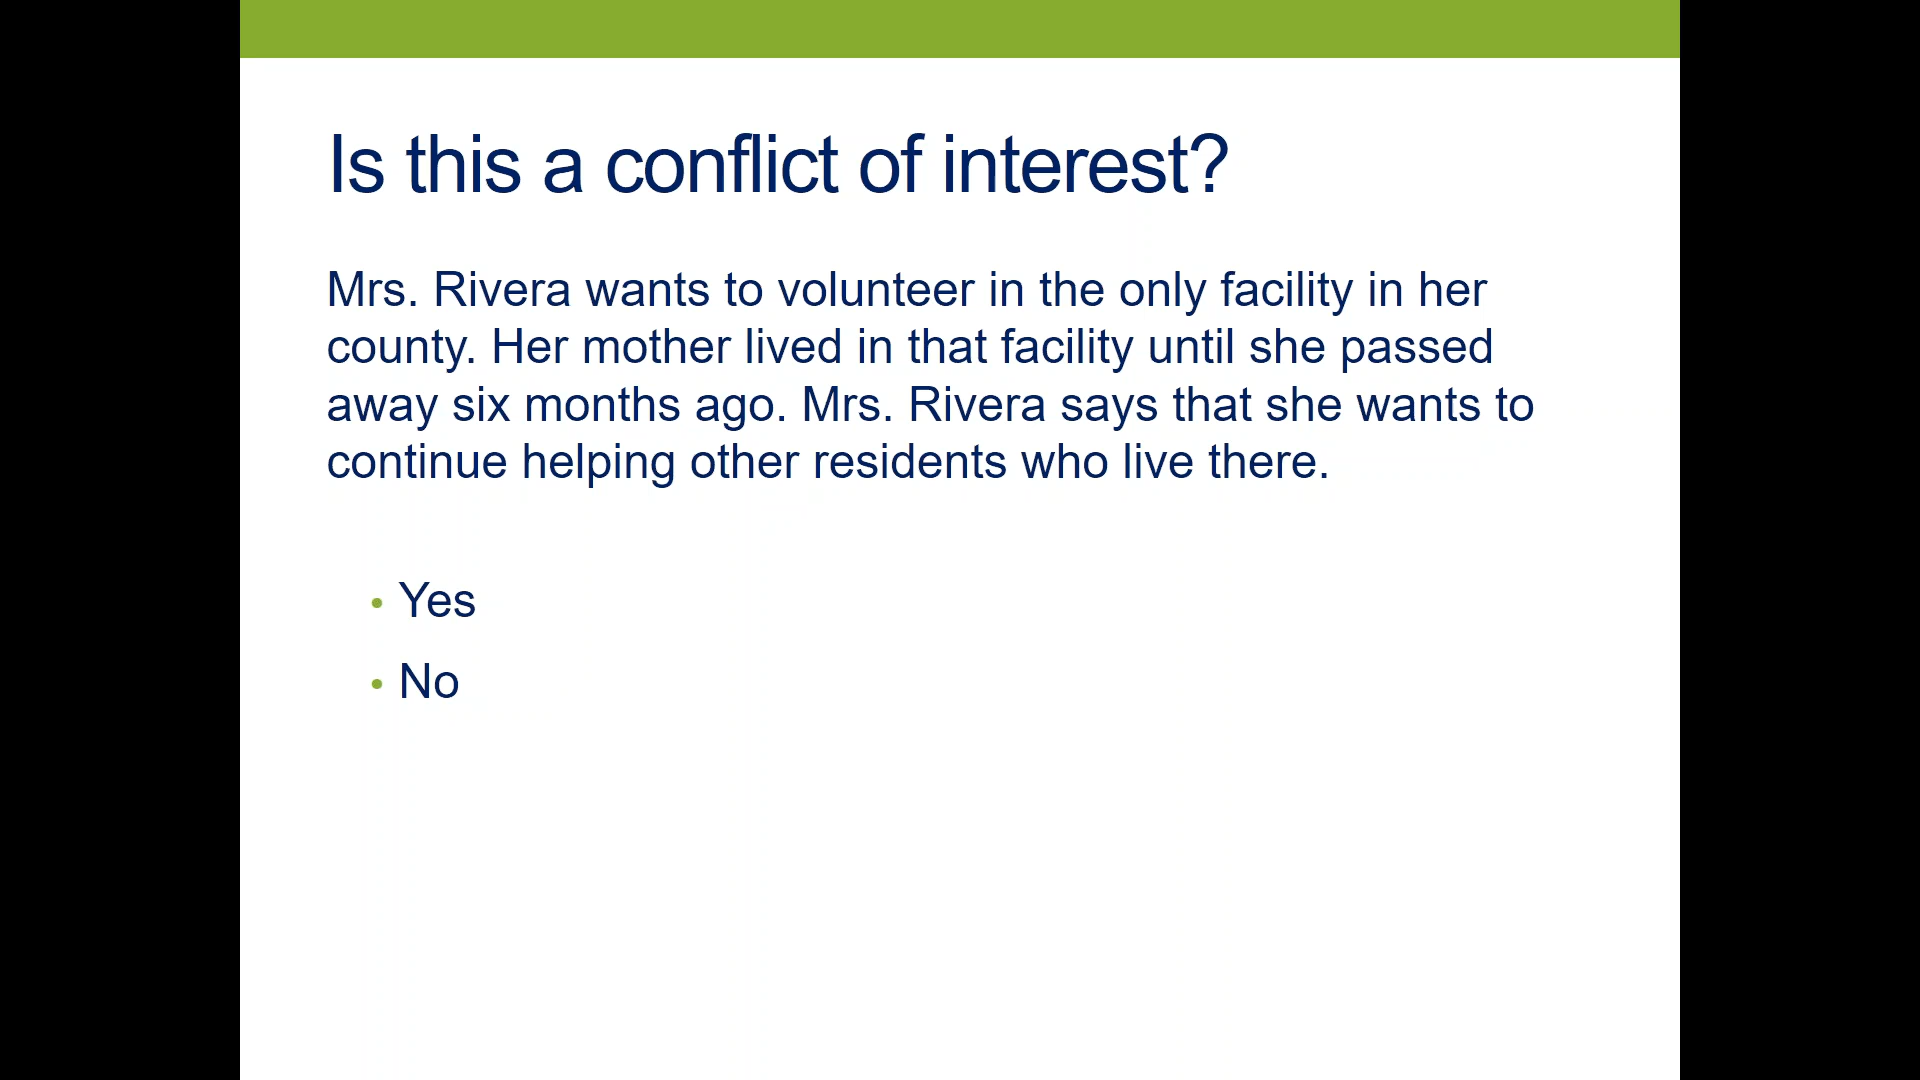 Is this a conflict of interest?
Mrs. Rivera wants to volunteer in the only facility in her
county. Her mother lived in that facility until she passed
away six months ago. Mrs. Rivera says that she wants to
continue helping other residents who live there.
• Yes
• No